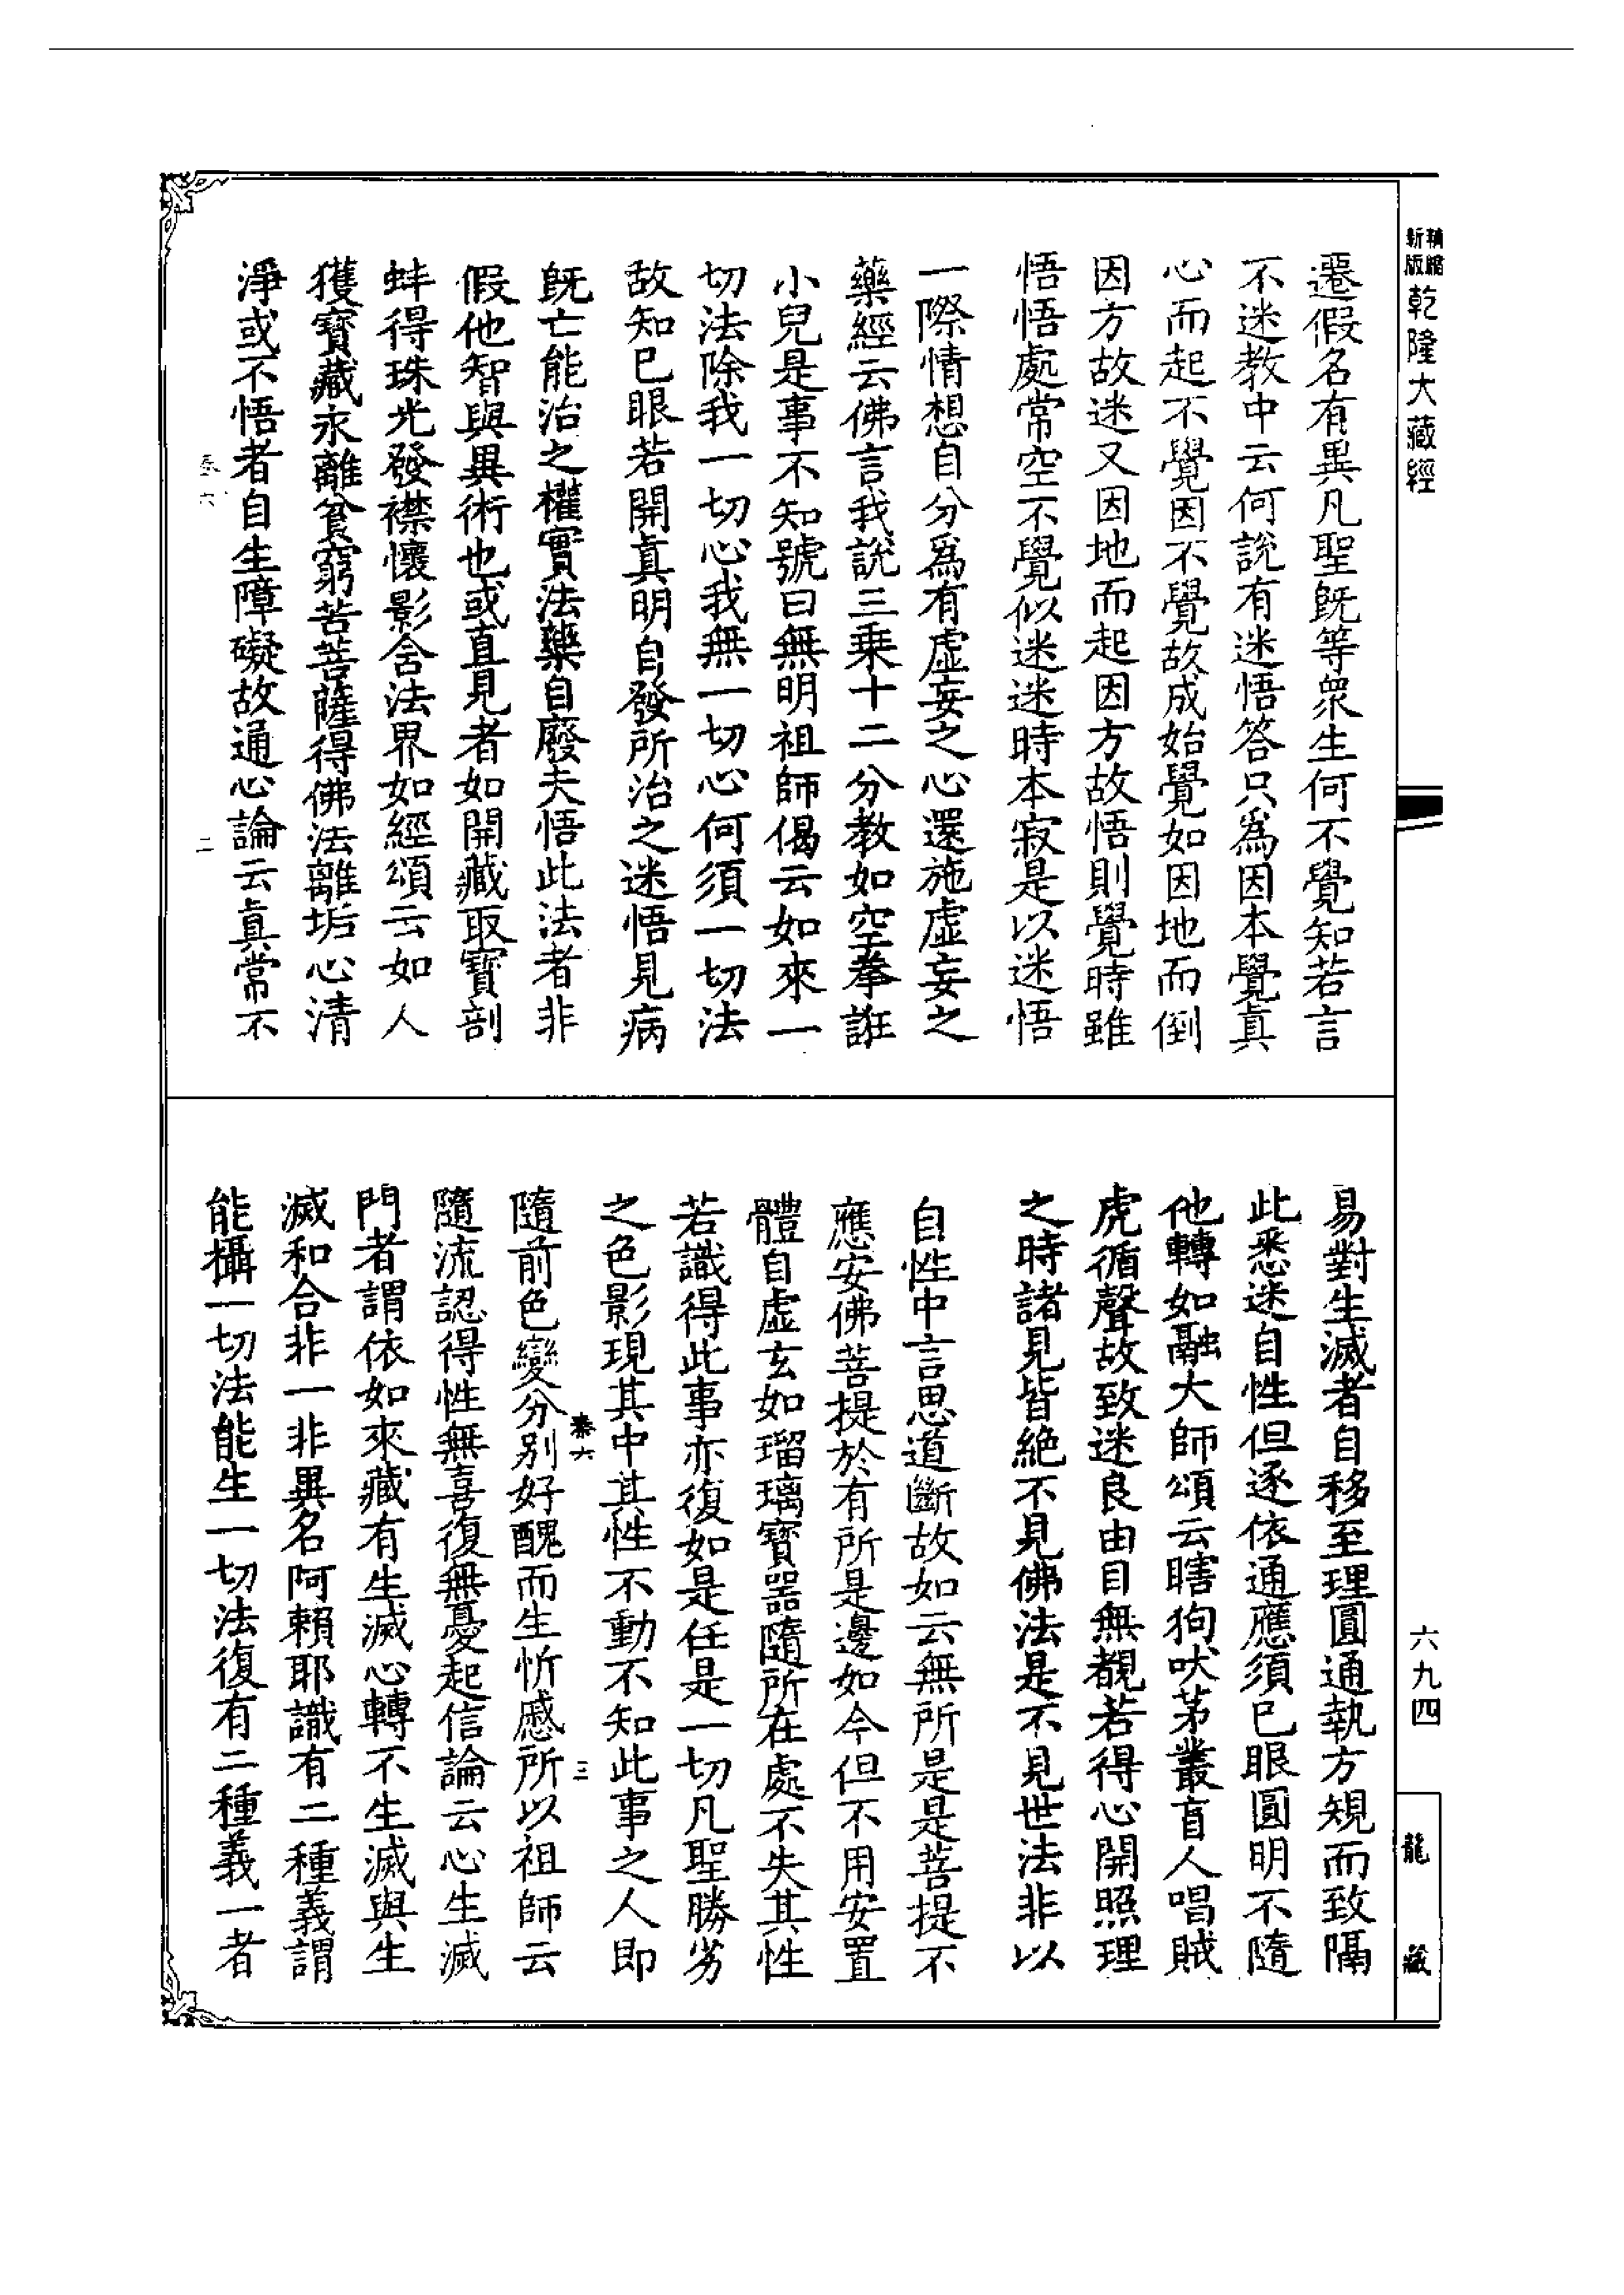 新版精縮
乾隆大藏經
遷假名有異凡聖旣等衆生何不覺知若言
不迷教中云何說有迷悟答只爲因本覺真
心而起不覺因不覺故成始覺如因地而倒
因方故迷又因地而起因方故悟則覺時雖
悟悟處常空不覺似迷迷時本寂是以迷悟
一際情想自分爲有虛妄之心還施虛妄之
藥經云佛言我說三乗十二分教如空拳誑
小兒是事不知號曰無明祖師偈云如來一
切法除我一切心我無一切心何須一切法
故知已眼若開真明自發所治之迷悟見病
旣亡能治之權實法藥自廢夫悟此法者非
假他智與異術也或直見者如開藏取寶剖
蚌得珠光發襟懷影含法界如經頌云如人
獲寶藏永離貧窮苦菩薩得佛法離垢心清
淨或不悟者自生障礙故通心論云真常不
六
二
易對生滅者自移至理圓通執方規而致隔
此悉迷自性但逐依通應須已眼圓明不隨
他轉如融大師頌云瞎狗吠茅叢盲人唱賊
虎循聲故致迷良由目無覩若得心開照理
之時諸見皆絶不見佛法是不見世法非以
自性中言思道斷故如云無所是是菩提不
應安佛菩提於有所是邊如今但不用安置
體自虛玄如瑠璃寶器隨所在處不失其性
若識得此事亦復如是任是一切凡聖勝劣
之色影現其中其性不動不知此事之人即
六
三
隨前色變分別好醜而生忻慼所以祖師云
隨流認得性無喜復無憂起信論云心生滅
門者謂依如來藏有生滅心轉不生滅與生
滅和合非一非異名阿賴耶識有二種義謂
能攝一切法能生一切法復有二種義一者
六九四
龍藏